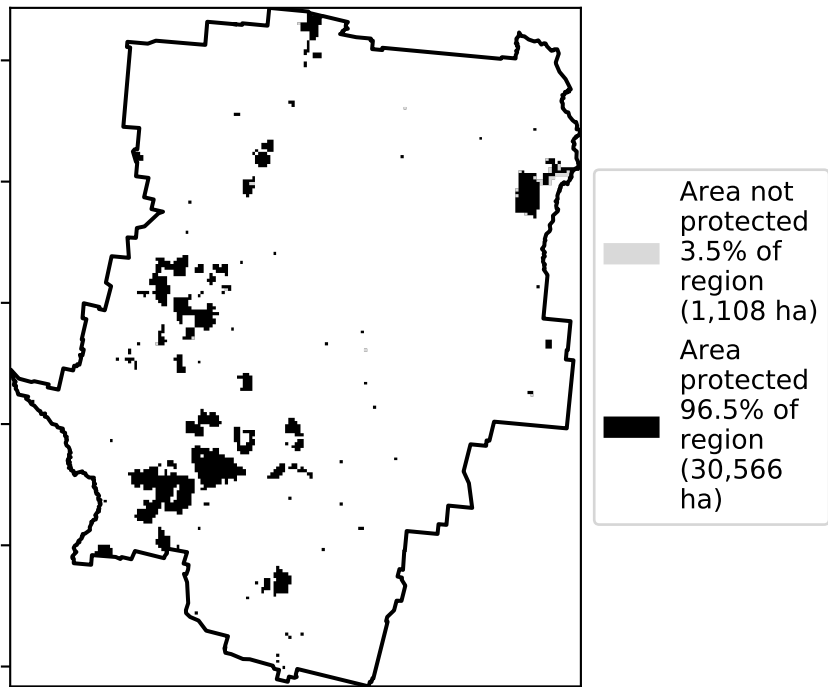 Area not
protected
3.5% of
region
(1,108 ha)
Area
protected
96.5% of
region
(30,566
ha)